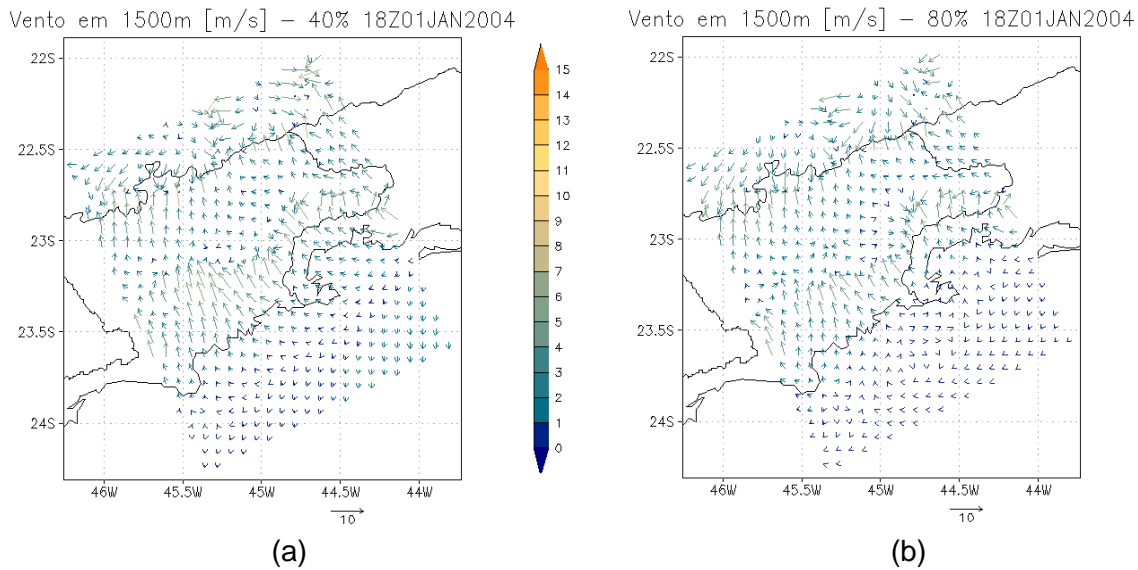 Vento em 1500m [m/s] – 40% 18Z01JAN2004
22S
22.5S
23S
23.5S
24S
46W 45.5W 45W 44.5W 44W
10
(a)
15
14
13
12
11
10
9
8
7
6
5
4
3
2
1
0
Vento em 1500m [m/s] – 80% 18Z01JAN2004
22S
22.5S
23S
23.5S
24S
46W 45.5W 45W 44.5W 44W
10
(b)